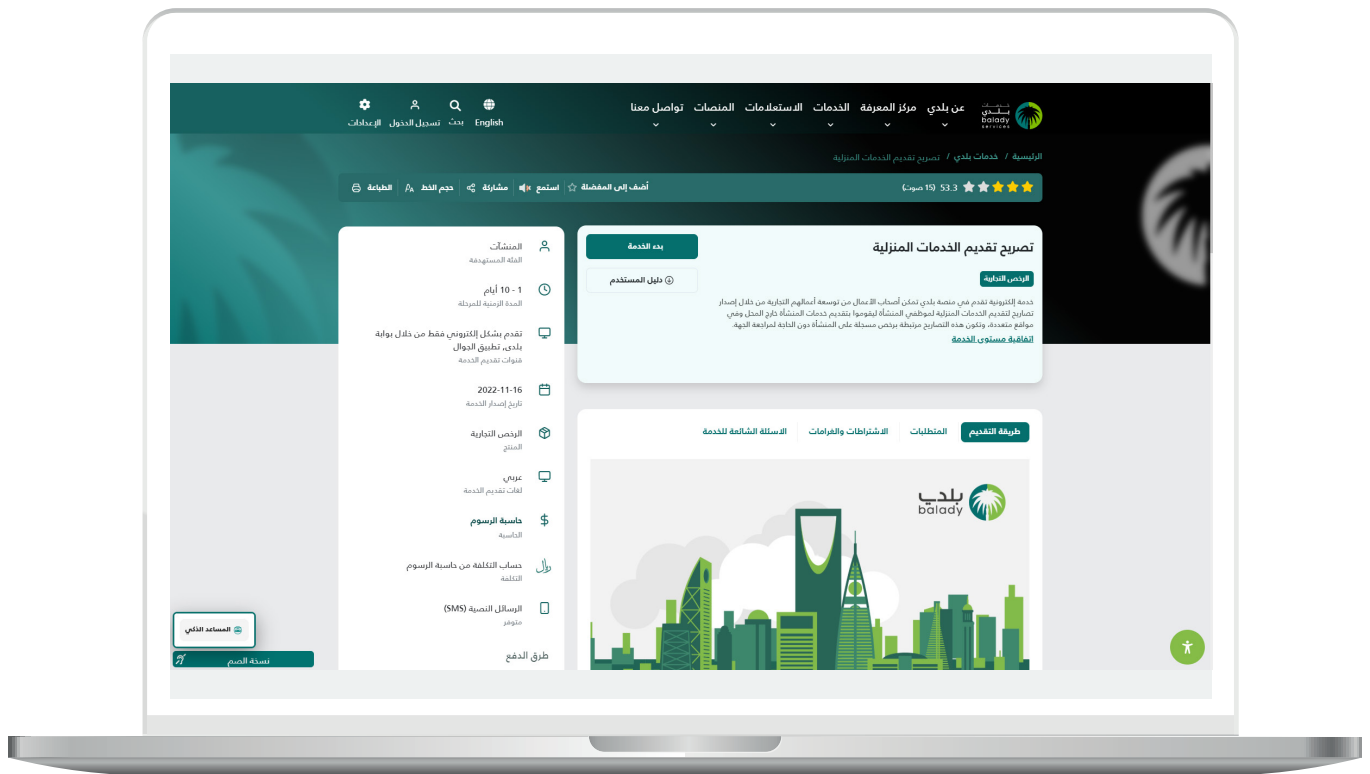 خدمات
بلدي
balady
services
عن بلدي
مركز المعرفة
الخدمات
الاستعلامات
المنصات
تواصل معنا
English
بحث
تسجيل الدخول
الإعدادات
الرئيسية / خدمات بلدي / تصريح تقديم الخدمات المنزلية
53.3 (15 صوت)
أضف إلى المفضلة
استمع
مشاركة
حجم الخط
الطباعة
تصريح تقديم الخدمات المنزلية
بدء الخدمة
الرخص التجارية
دليل المستخدم
خدمة إلكترونية تقدم في منصة بلدي تمكن أصحاب الأعمال من توسعة أعمالهم التجارية من خلال إصدار
تصاريح لتقديم الخدمات المنزلية لموظفي المنشأة ليقوموا بتقديم خدمات المنشأة خارج المحل وفي
مواقع متعددة، وتكون هذه التصاريح مرتبطة برخص مسجلة على المنشأة دون الحاجة لمراجعة الجهة.
اتفاقية مستوى الخدمة
طريقة التقديم
المتطلبات
الاشتراطات والغرامات
الاسئلة الشائعة للخدمة
بلدي
balady
المنشآت
الفئة المستهدفة
1 - 10 أيام
المدة الزمنية للمرحلة
تقدم بشكل إلكتروني فقط من خلال بوابة
بلدي, تطبيق الجوال
قنوات تقديم الخدمة
2022-11-16
تاريخ إصدار الخدمة
الرخص التجارية
المنتج
عربي
لغات تقديم الخدمة
حاسبة الرسوم
الحاسبة
حساب التكلفة من حاسبة الرسوم
التكلفة
الرسائل النصية (SMS)
متوفر
طرق الدفع
المساعد الذكي
نسخة الصم